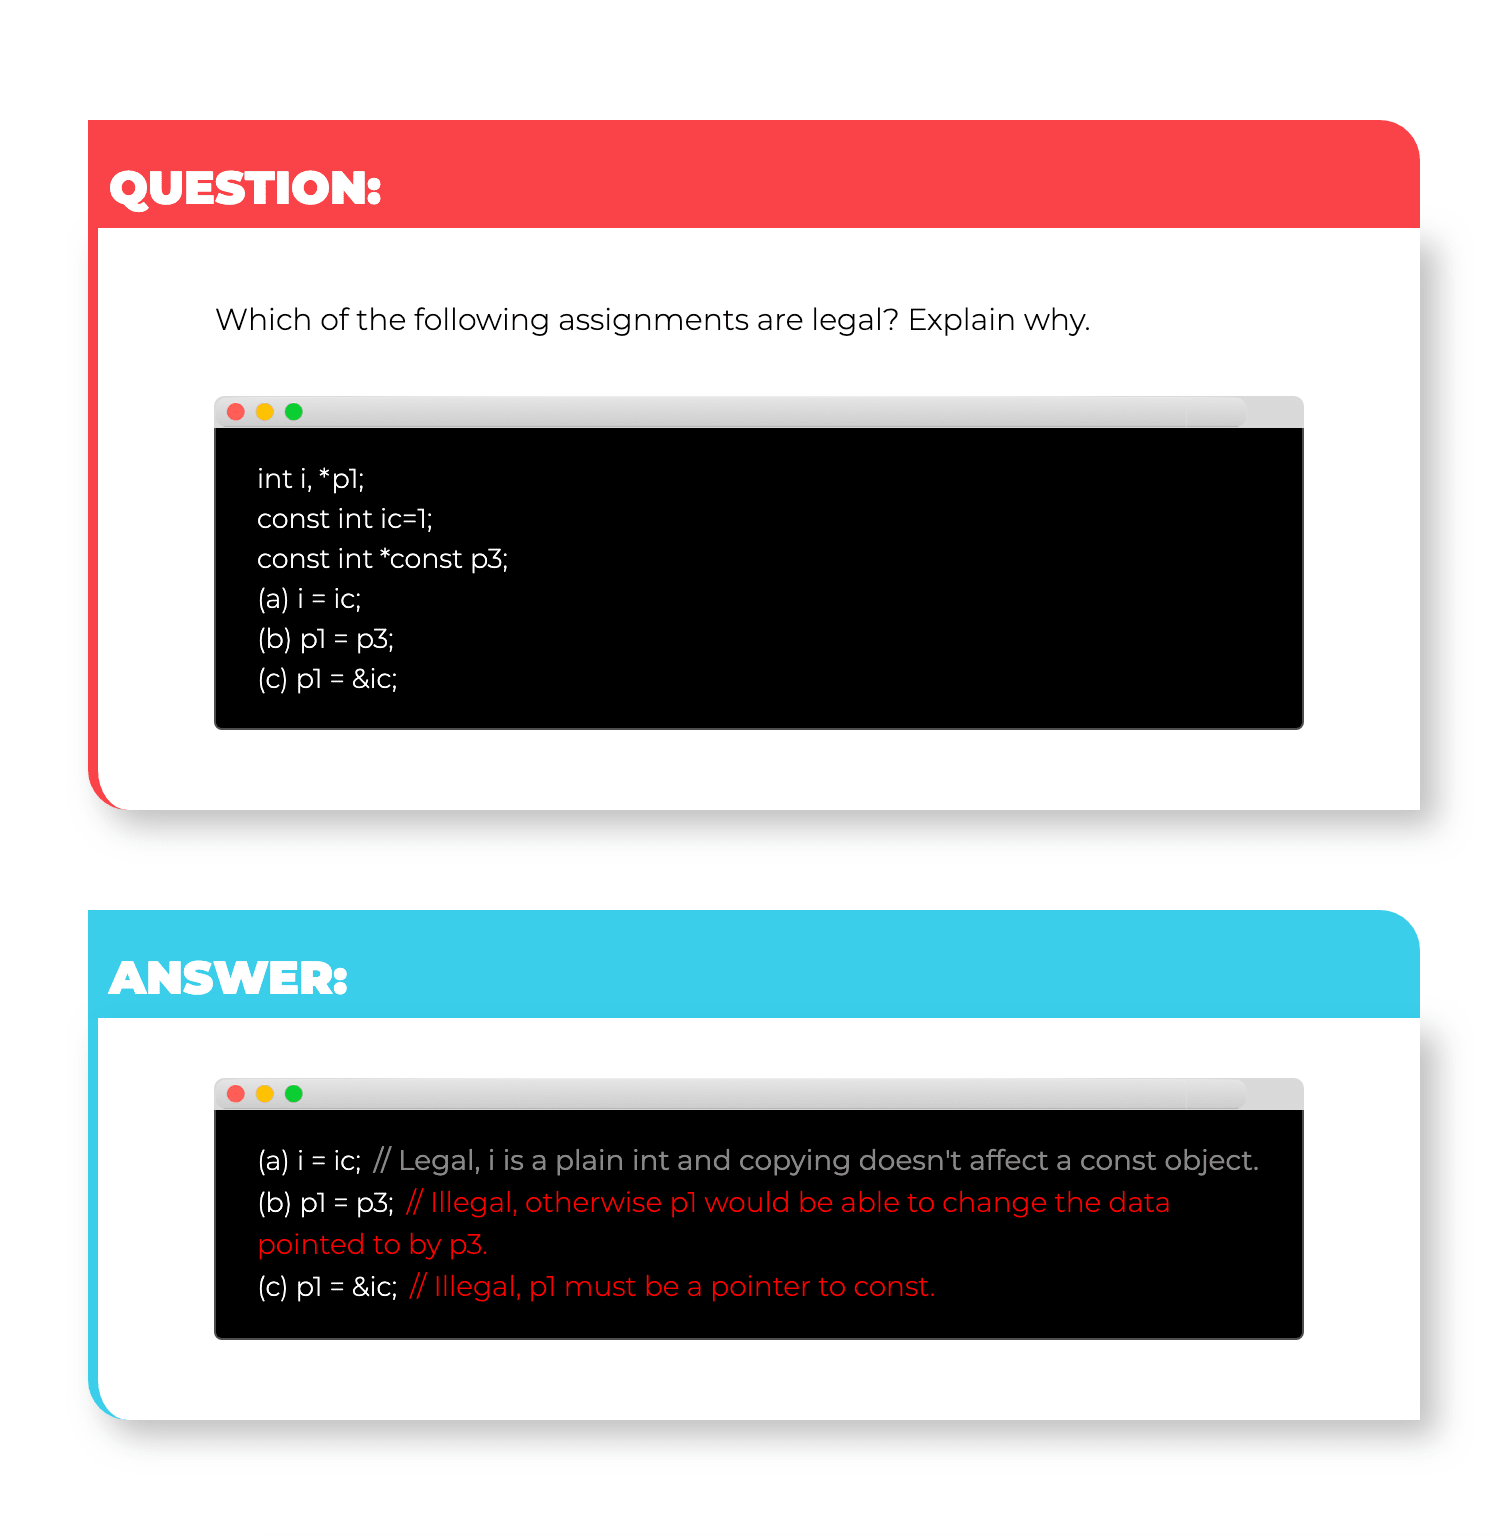 QUESTION:
Which of the following assignments are legal? Explain why.
int i, *p1;
const int ic=1;
const int *const p3;
(a) i = ic;
(b) p1 = p3;
(c) p1 = &ic;
ANSWER:
(a) i = ic; // Legal, i is a plain int and copying doesn't affect a const object.
(b) p1 = p3; // Illegal, otherwise p1 would be able to change the data
pointed to by p3.
(c) p1 = &ic; // Illegal, p1 must be a pointer to const.